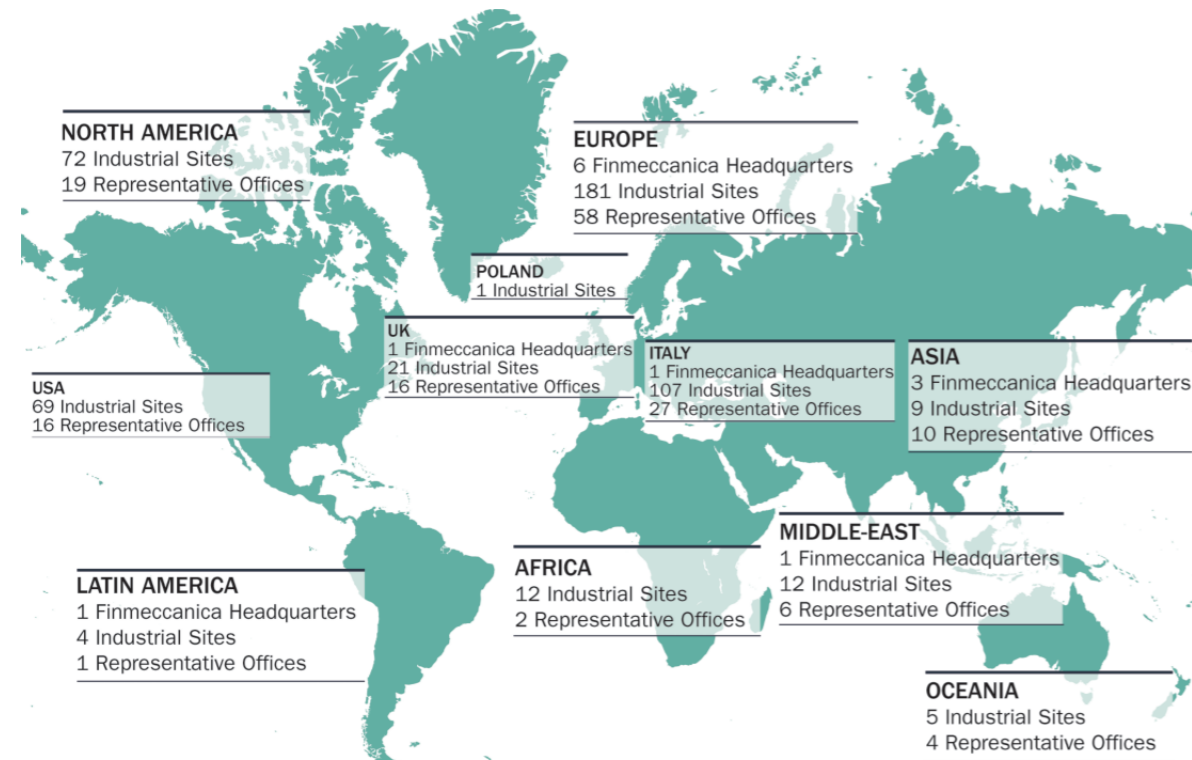 NORTH AMERICA
72 Industrial Sites
19 Representative Offices
EUROPE
6 Finmeccanica Headquarters
181 Industrial Sites
58 Representative Offices
POLAND
1 Industrial Sites
UK
1 Finmeccanica Headquarters
21 Industrial Sites
16 Representative Offices
ITALY
1 Finmeccanica Headquarters
107 Industrial Sites
27 Representative Offices
ASIA
3 Finmeccanica Headquarters
9 Industrial Sites
10 Representative Offices
USA
69 Industrial Sites
16 Representative Offices
MIDDLE-EAST
1 Finmeccanica Headquarters
12 Industrial Sites
6 Representative Offices
AFRICA
12 Industrial Sites
2 Representative Offices
LATIN AMERICA
1 Finmeccanica Headquarters
4 Industrial Sites
1 Representative Offices
OCEANIA
5 Industrial Sites
4 Representative Offices